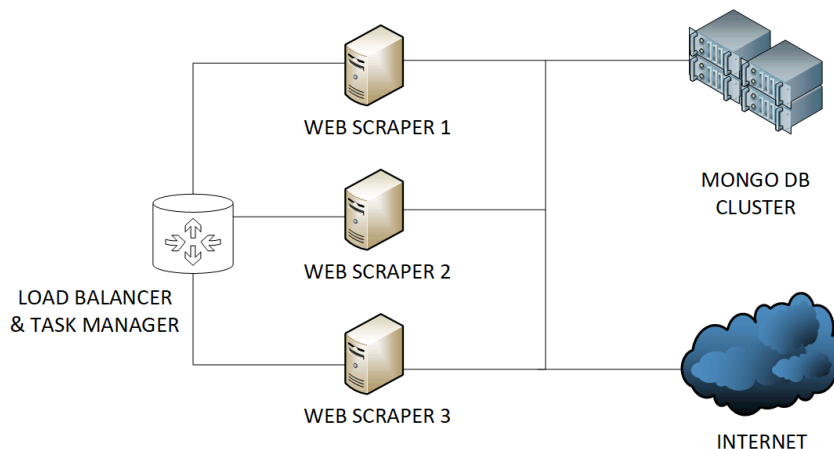 WEB SCRAPER 1
MONGO DB
CLUSTER
WEB SCRAPER 2
LOAD BALANCER
& TASK MANAGER
WEB SCRAPER 3
INTERNET